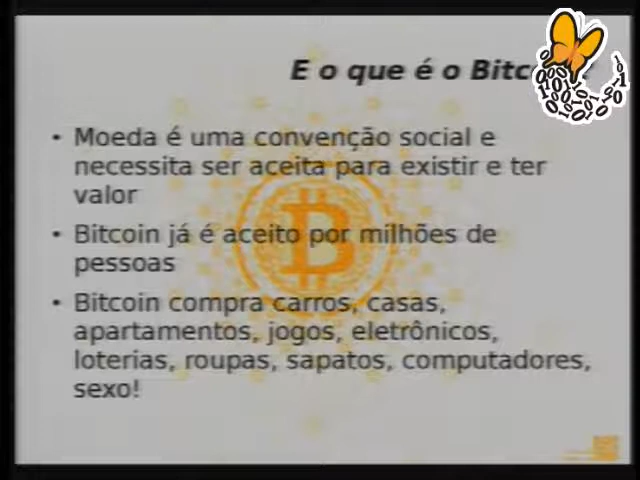 E o que é o Bitc
• Moeda é uma convenção social e
necessita ser aceita para existir e ter
valor
• Bitcoin já é aceito por milhões de
pessoas
• Bitcoin compra carros, casas,
apartamentos, jogos, eletrônicos,
loterias, roupas, sapatos, computadores,
sexo!